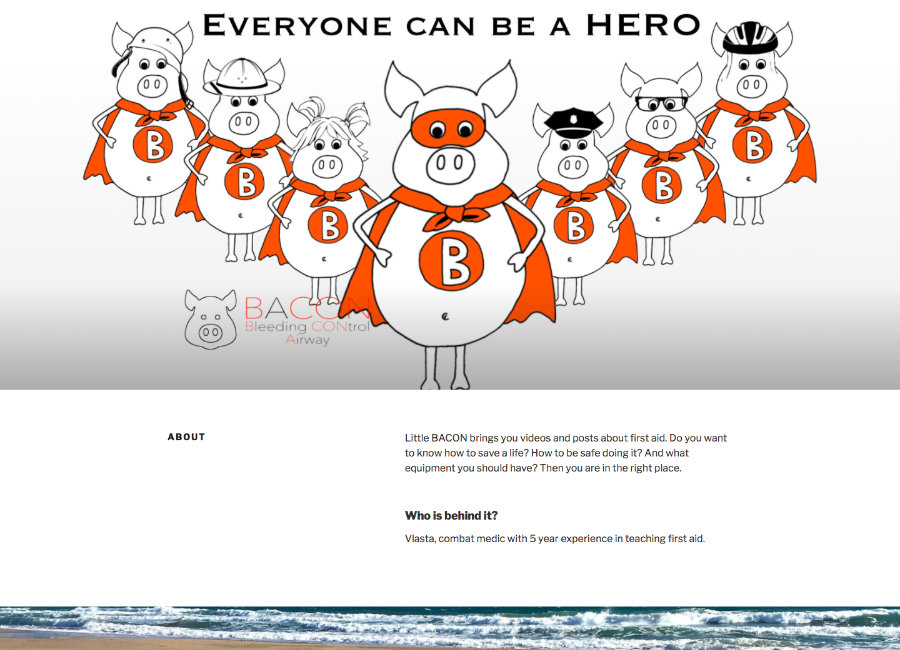 EVERYONE CAN BE A HERO
B
B
B
B
B
B
B
BACON
Bleeding CONtrol
Airway
ABOUT
Little BACON brings you videos and posts about first aid. Do you want
to know how to save a life? How to be safe doing it? And what
equipment you should have? Then you are in the right place.
Who is behind it?
Vlasta, combat medic with 5 year experience in teaching first aid.